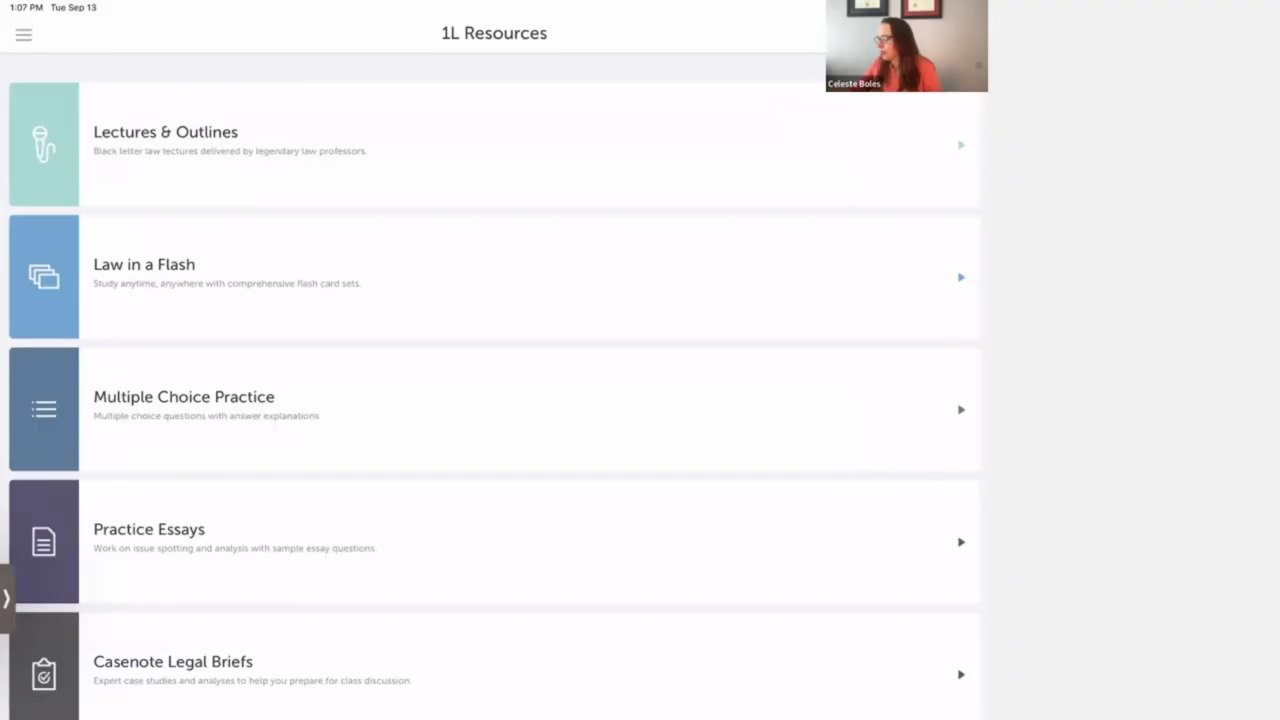 1:07 PM Tue Sep 13
1L Resources
Celeste Boles
Lectures & Outlines
Black letter law lectures delivered by legendary law professors.
Law in a Flash
Study anytime, anywhere with comprehensive flash card sets.
Multiple Choice Practice
Multiple choice questions with answer explanations.
Practice Essays
Work on issue spotting and analysis with sample essay questions.
Casenote Legal Briefs
Expert case studies and analyses to help you prepare for class discussion.